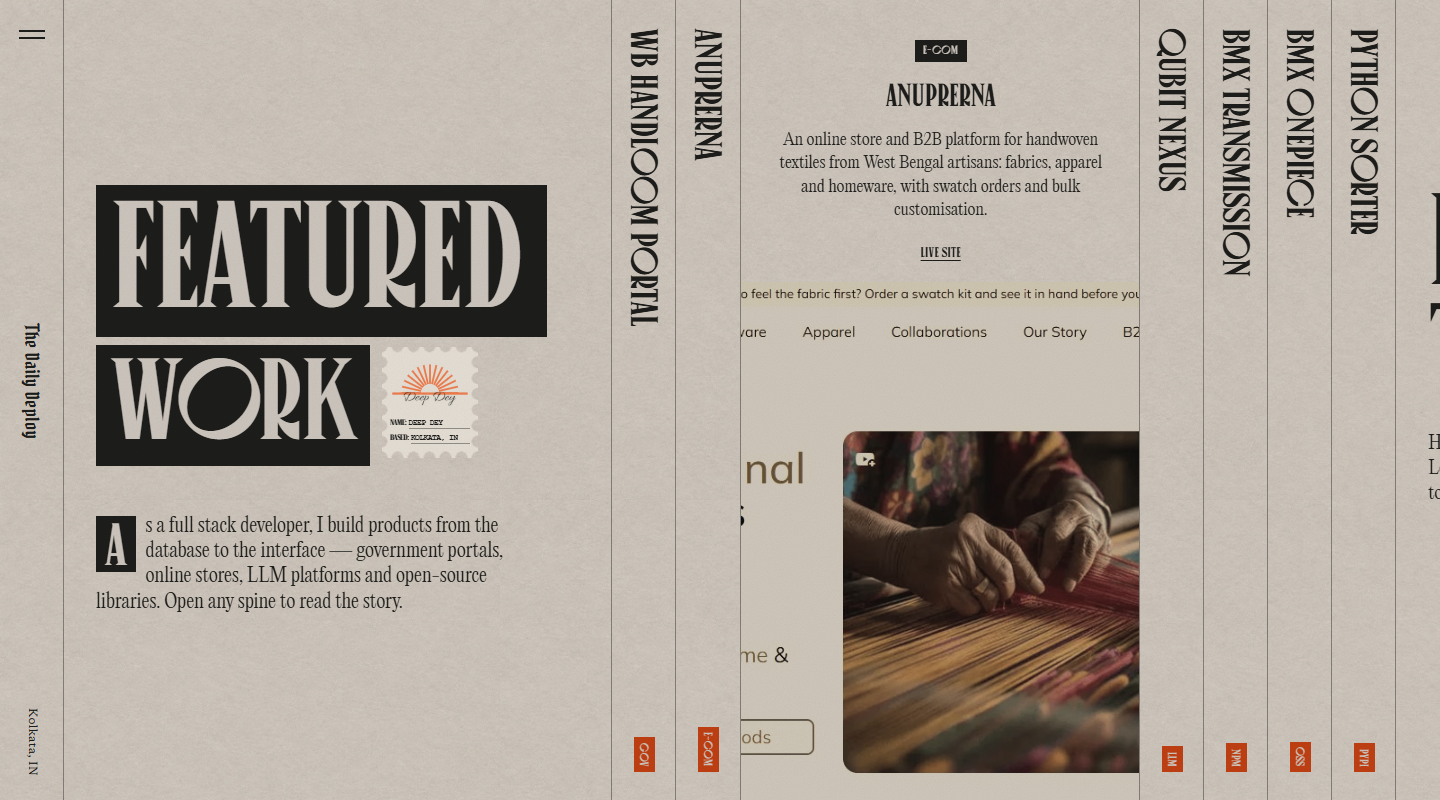 The Daily Deploy
Kolkata, IN
FEATURED
WORK
Deep Dey
NAME: DEEP DEY
BASED: KOLKATA, IN
As a full stack developer, I build products from the
database to the interface — government portals,
online stores, LLM platforms and open-source
libraries. Open any spine to read the story.
WB HANDLOOM PORTAL
GOV
ANUPRERNA
E-COM
E-COM
ANUPRERNA
An online store and B2B platform for handwoven
textiles from West Bengal artisans: fabrics, apparel
and homeware, with swatch orders and bulk
customisation.
LIVE SITE
o feel the fabric first? Order a swatch kit and see it in hand before you
ware Apparel Collaborations Our Story B2
nal
s
me &
ods
QUBIT NEXUS
LLM
BMX TRANSMISSION
NPM
BMX ONEPIECE
OSS
PYTHON SORTER
PYPI